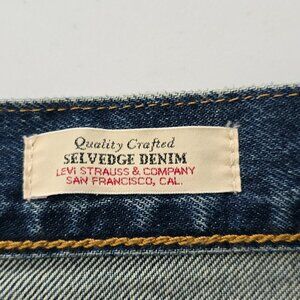 Quality Crafted
SELVEDGE DENIM
LEVI STRAUSS & COMPANY
SAN FRANCISCO, CAL.